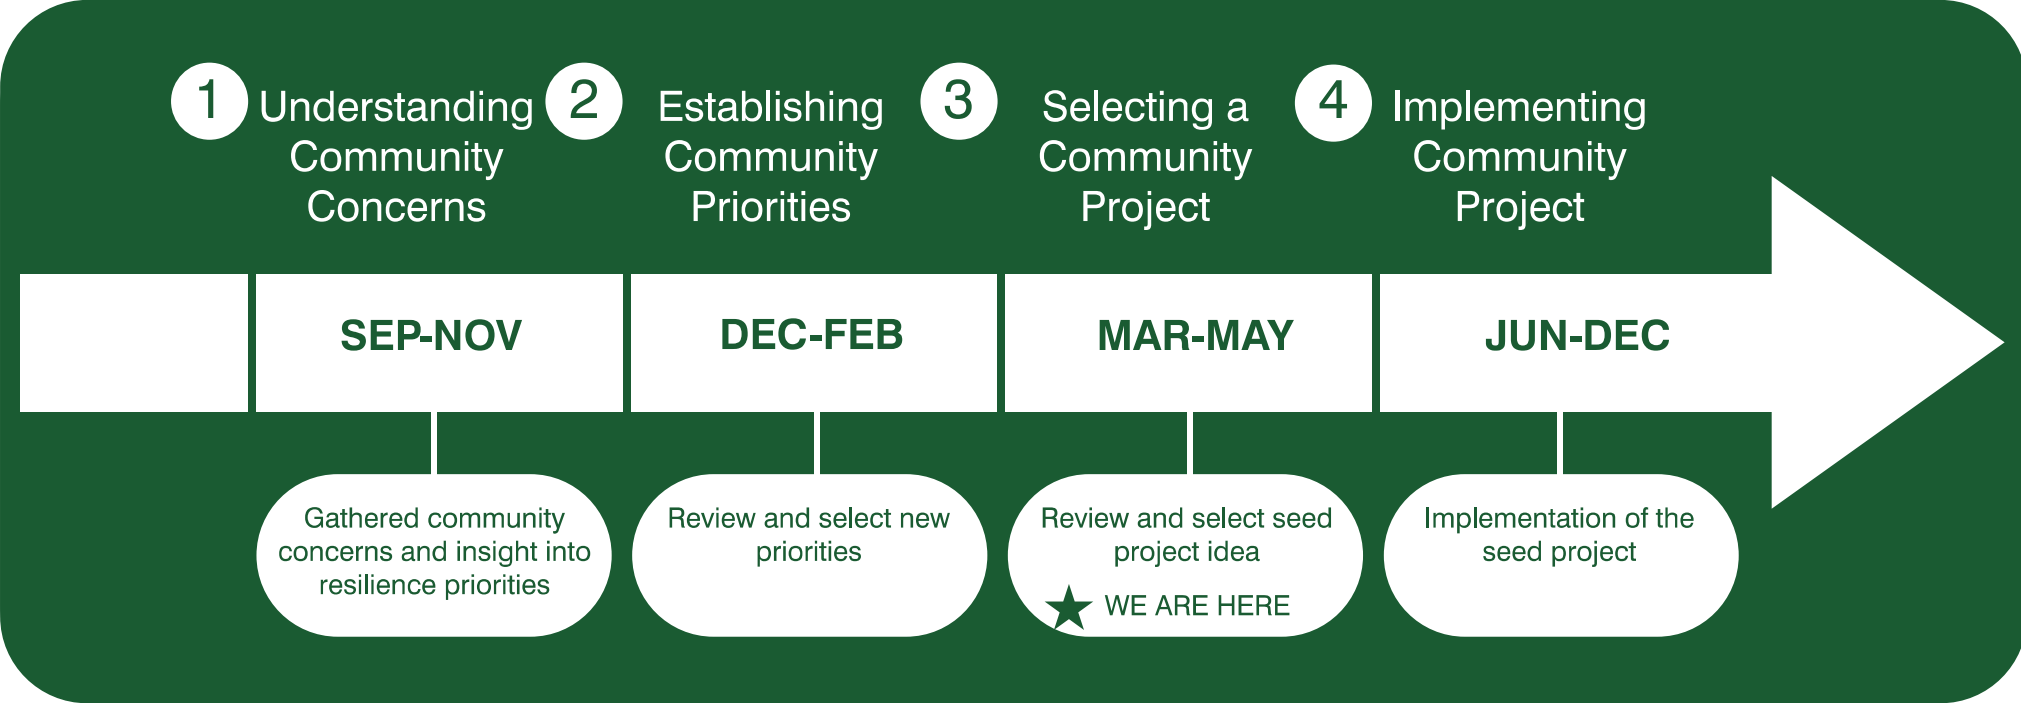 1
Understanding
Community
Concerns
2
Establishing
Community
Priorities
3
Selecting a
Community
Project
4
Implementing
Community
Project
SEP-NOV
DEC-FEB
MAR-MAY
JUN-DEC
Gathered community
concerns and insight into
resilience priorities
Review and select new
priorities
Review and select seed
project idea
WE ARE HERE
Implementation of the
seed project